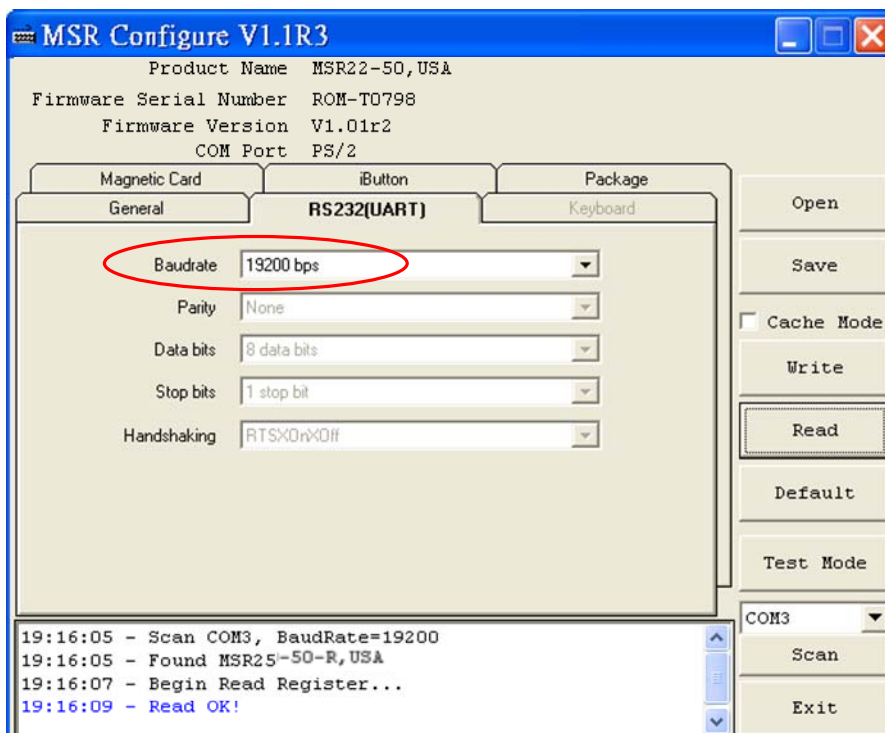 MSR Configure V1.1R3
Product Name MSR22-50,USA
Firmware Serial Number ROM-T0798
Firmware Version V1.01r2
COM Port PS/2
Magnetic Card iButton Package
General RS232(UART) Keyboard
Baudrate 19200 bps
Parity None
Data bits 8 data bits
Stop bits 1 stop bit
Handshaking RTSXOnXOff
Open
Save
Cache Mode
Write
Read
Default
Test Mode
COM3
Scan
Exit
19:16:05 - Scan COM3, BaudRate=19200
19:16:05 - Found MSR25-50-R,USA
19:16:07 - Begin Read Register...
19:16:09 - Read OK!